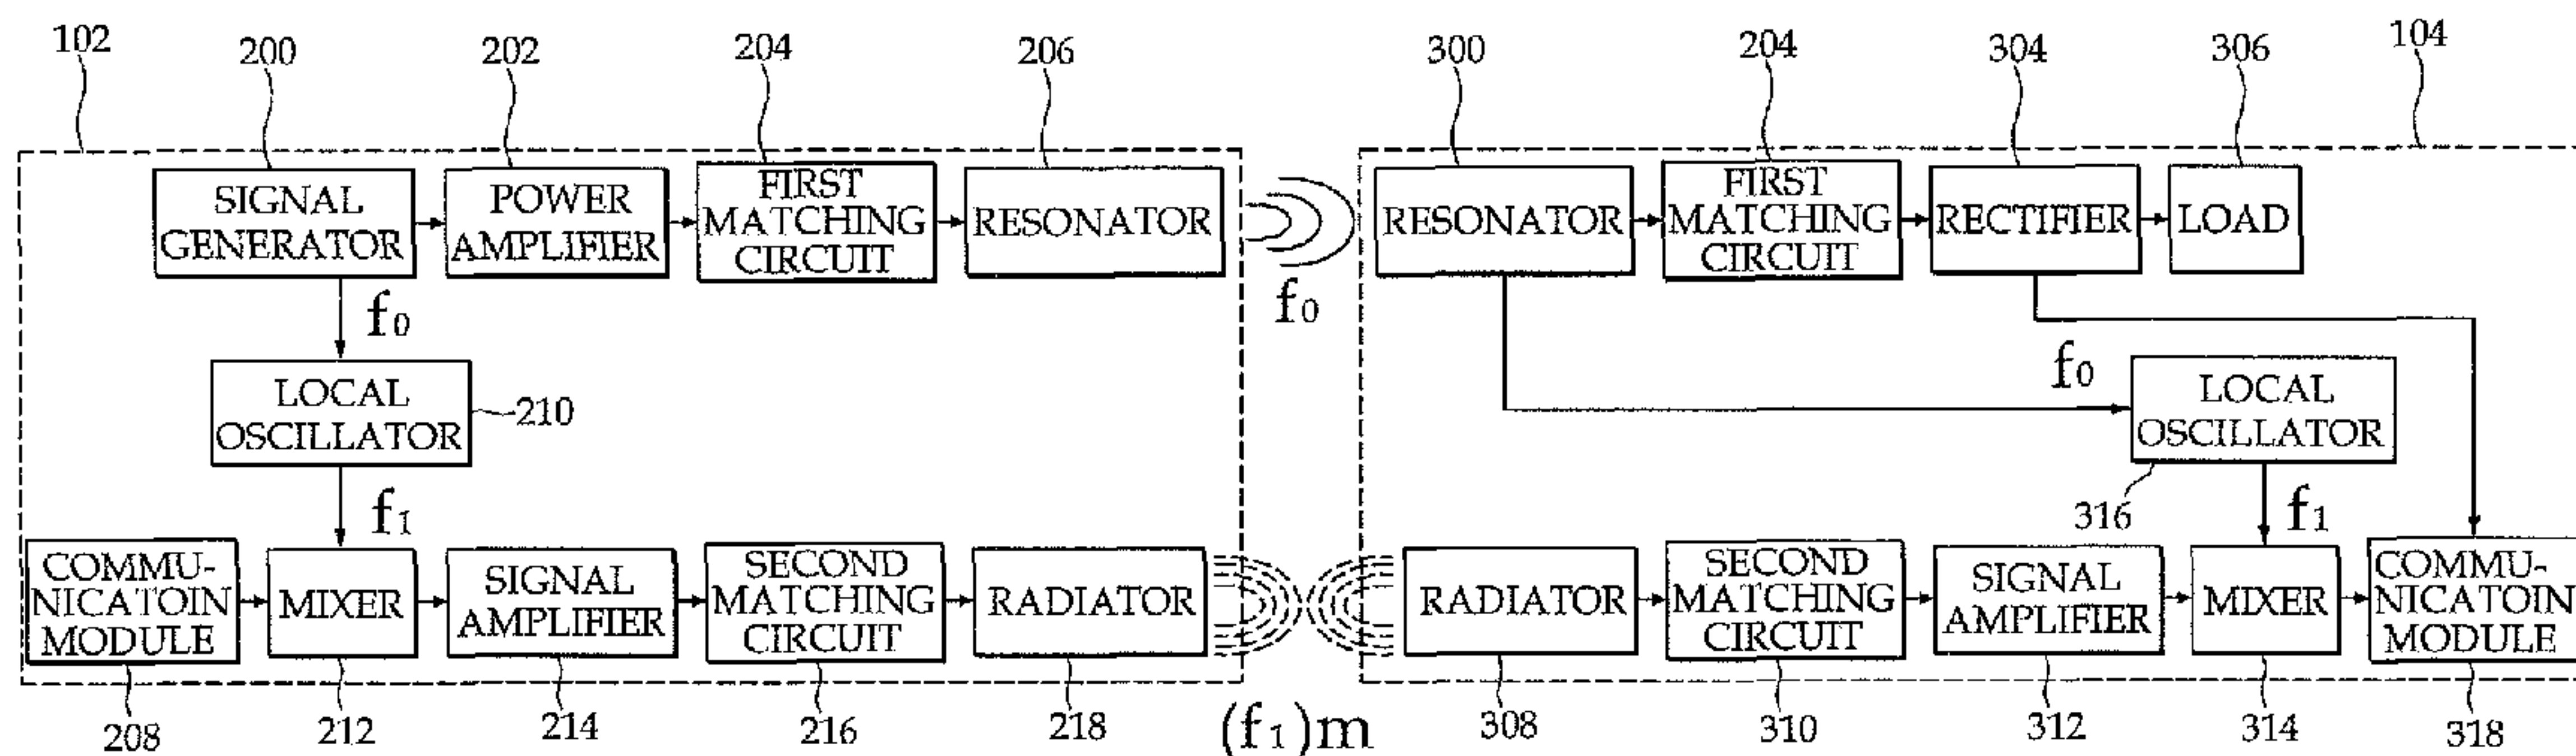 102
200
202
204
206
300
204
304
306
104
SIGNAL
GENERATOR
POWER
AMPLIFIER
FIRST
MATCHING
CIRCUIT
RESONATOR
RESONATOR
FIRST
MATCHING
CIRCUIT
RECTIFIER
LOAD
f0
f0
f0
LOCAL
OSCILLATOR
210
LOCAL
OSCILLATOR
316
f1
f1
COMMU-
NICATOIN
MODULE
MIXER
SIGNAL
AMPLIFIER
SECOND
MATCHING
CIRCUIT
RADIATOR
RADIATOR
SECOND
MATCHING
CIRCUIT
SIGNAL
AMPLIFIER
MIXER
COMMU-
NICATOIN
MODULE
208
212
214
216
218
(f1)m
308
310
312
314
318